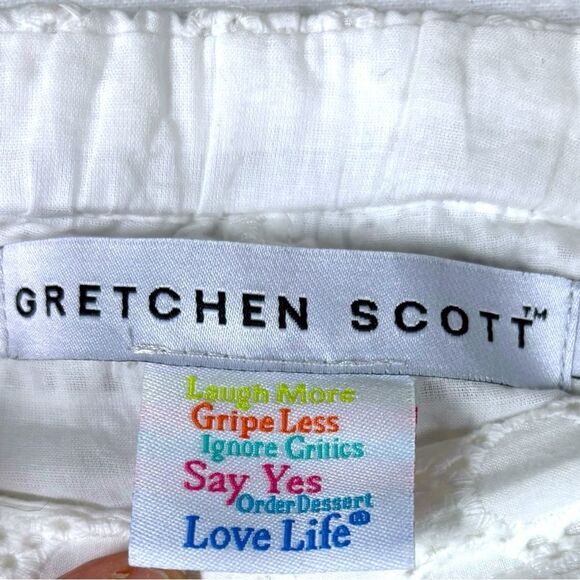 GRETCHEN SCOTT™
Laugh More
Gripe Less
Ignore Critics
Say Yes
Order Dessert
Love Life®